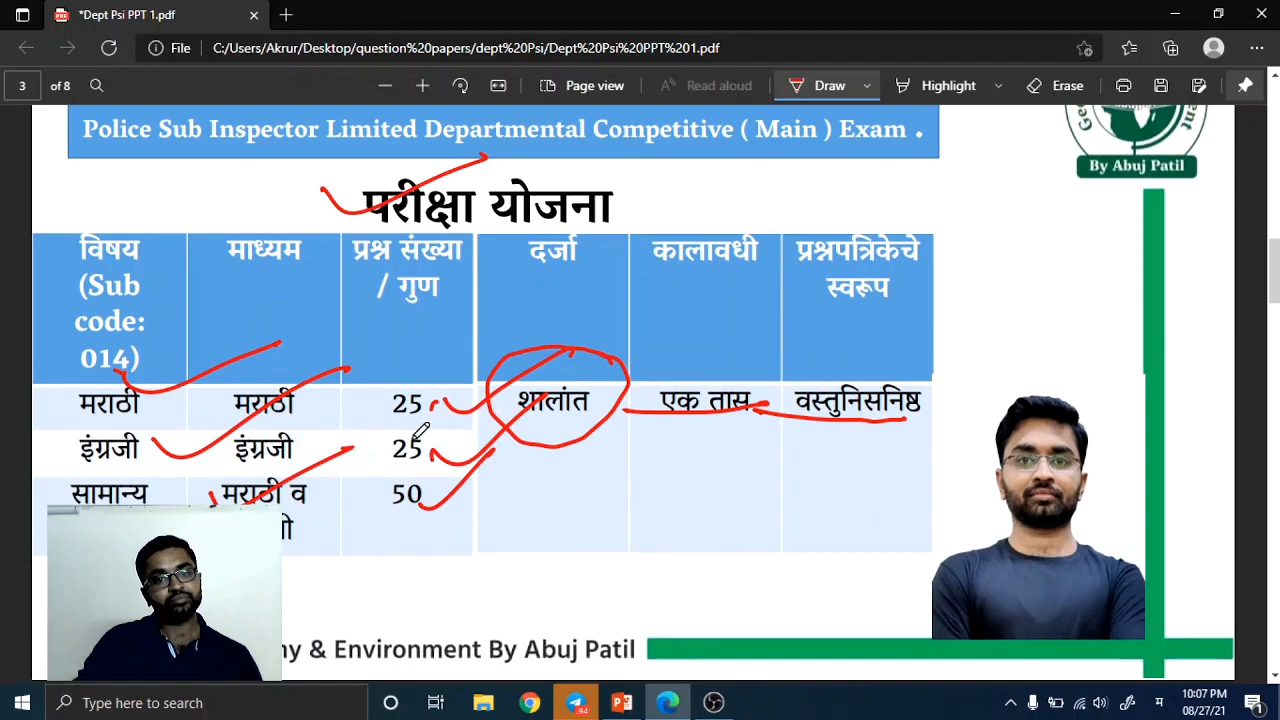 *Dept Psi PPT 1.pdf
File
C:/Users/Akrur/Desktop/question%20papers/dept%20Psi/Dept%20Psi%20PPT%201.pdf
3 of 8
Page view
Read aloud
Draw
Highlight
Erase
Police Sub Inspector Limited Departmental Competitive ( Main ) Exam .
By Abuj Patil
परीक्षा योजना
विषय (Sub code: 014) माध्यम प्रश्न संख्या / गुण दर्जा कालावधी प्रश्नपत्रिकेचे स्वरूप
मराठी मराठी 25 शालांत एक तास वस्तुनिसनिष्ठ
इंग्रजी इंग्रजी 25
सामान्य मराठी व 50
& Environment By Abuj Patil
Type here to search
94
म
10:07 PM
08/27/21
1